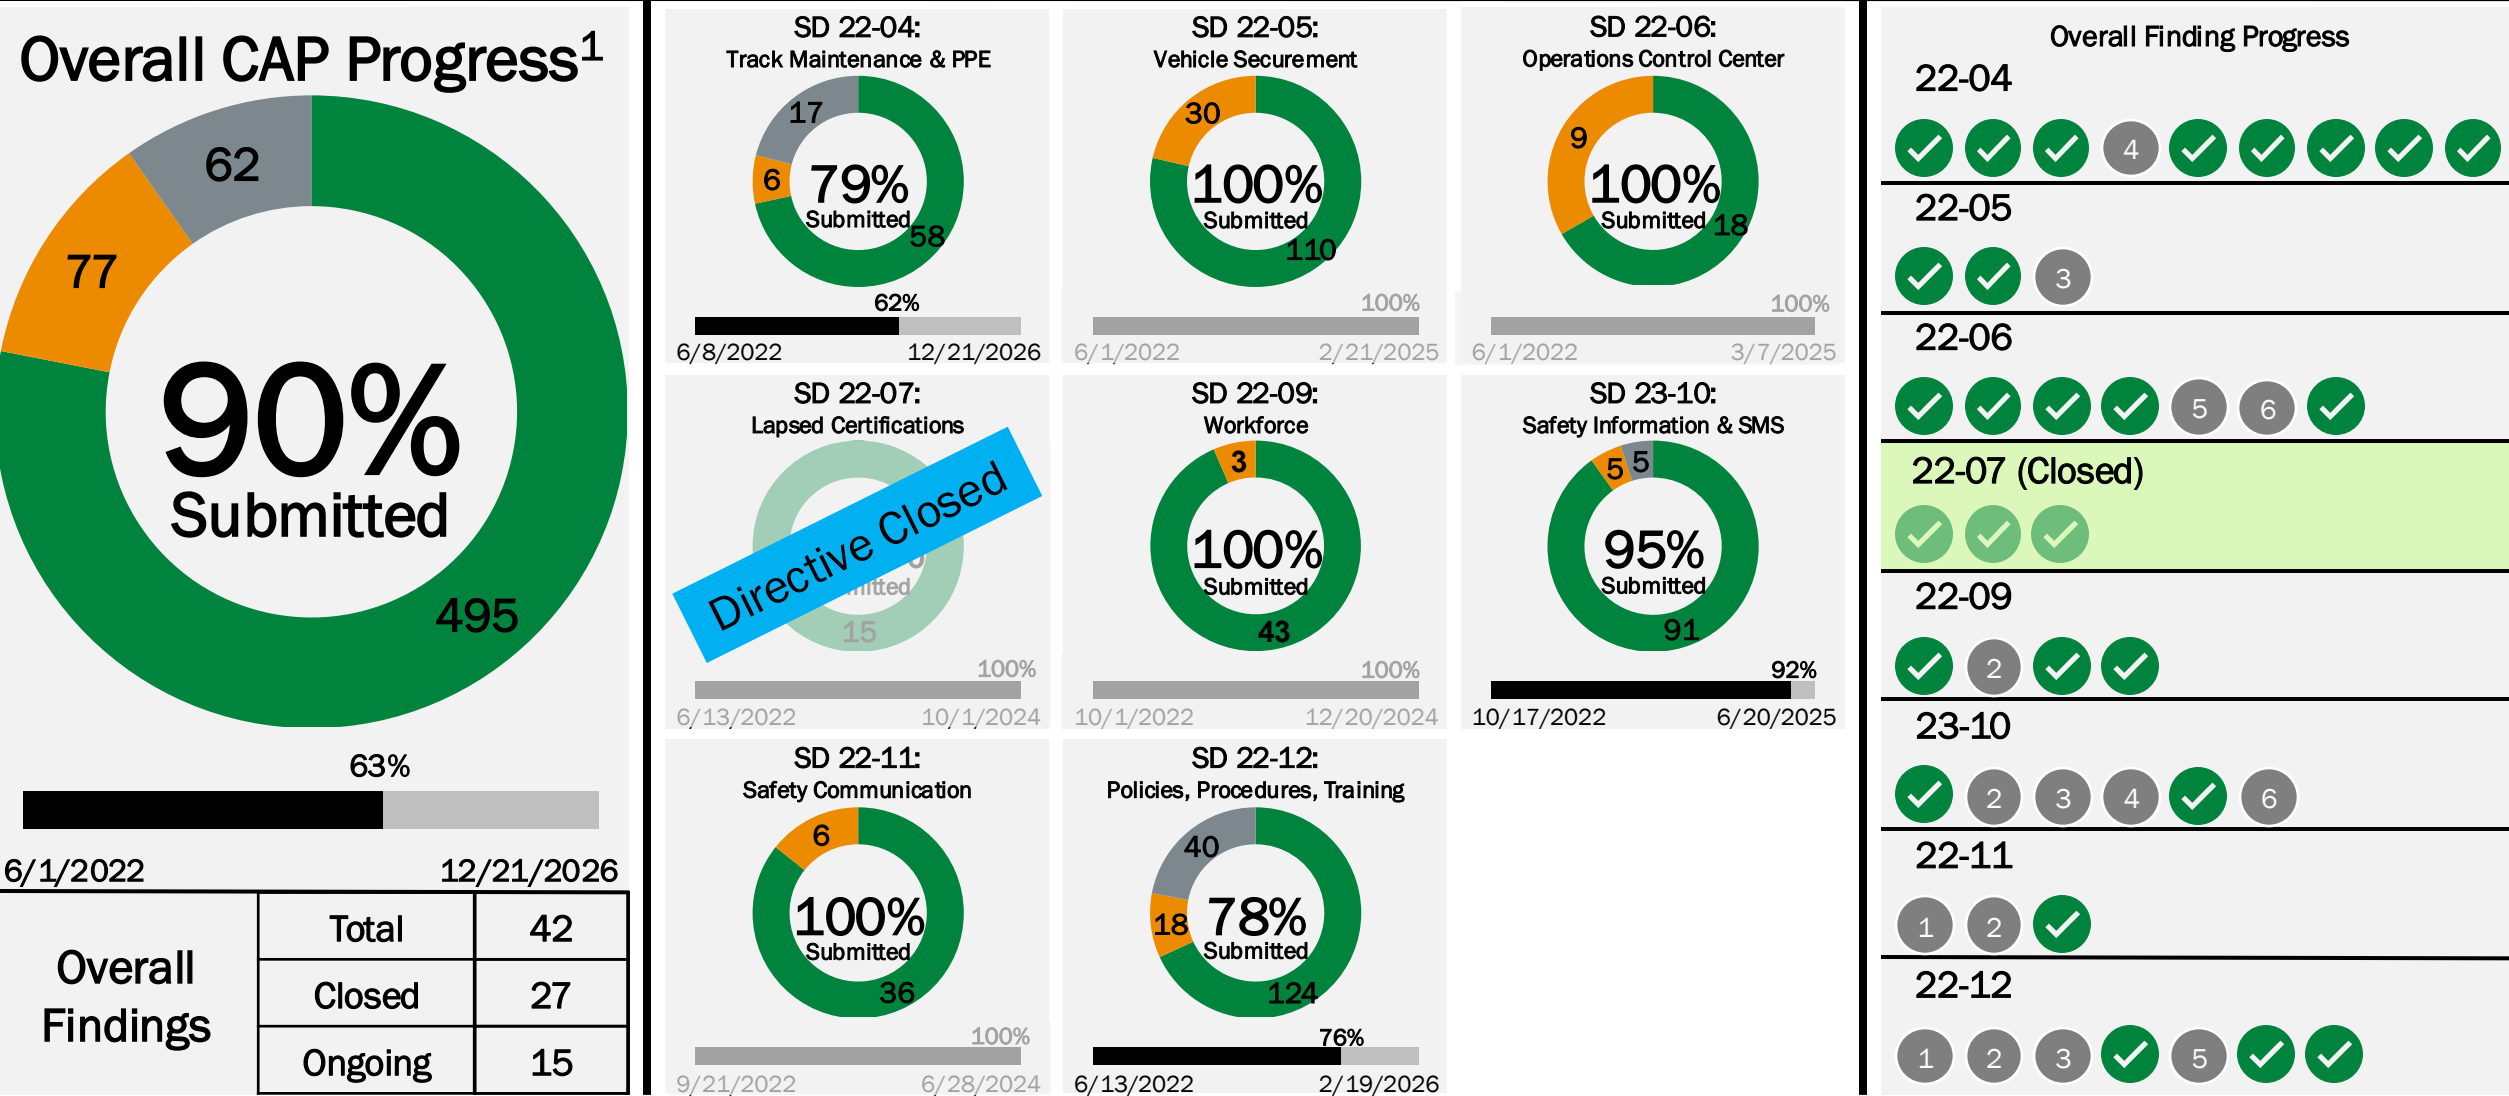 Overall CAP Progress¹
62
77
90%
Submitted
495
63%
6/1/2022 12/21/2026
Overall Findings
Total 42
Closed 27
Ongoing 15
SD 22-04:
Track Maintenance & PPE
17
6
79%
Submitted
58
62%
6/8/2022 12/21/2026
SD 22-05:
Vehicle Securement
30
100%
Submitted
110
100%
6/1/2022 2/21/2025
SD 22-06:
Operations Control Center
9
100%
Submitted
18
100%
6/1/2022 3/7/2025
SD 22-07:
Lapsed Certifications
Directive Closed
15
100%
6/13/2022 10/1/2024
SD 22-09:
Workforce
3
100%
Submitted
43
100%
10/1/2022 12/20/2024
SD 23-10:
Safety Information & SMS
5 5
95%
Submitted
91
92%
10/17/2022 6/20/2025
SD 22-11:
Safety Communication
6
100%
Submitted
36
100%
9/21/2022 6/28/2024
SD 22-12:
Policies, Procedures, Training
40
18
78%
Submitted
124
76%
6/13/2022 2/19/2026
Overall Finding Progress
22-04
4
22-05
3
22-06
5 6
22-07 (Closed)
22-09
2
23-10
2 3 4 6
22-11
1 2
22-12
1 2 3 5